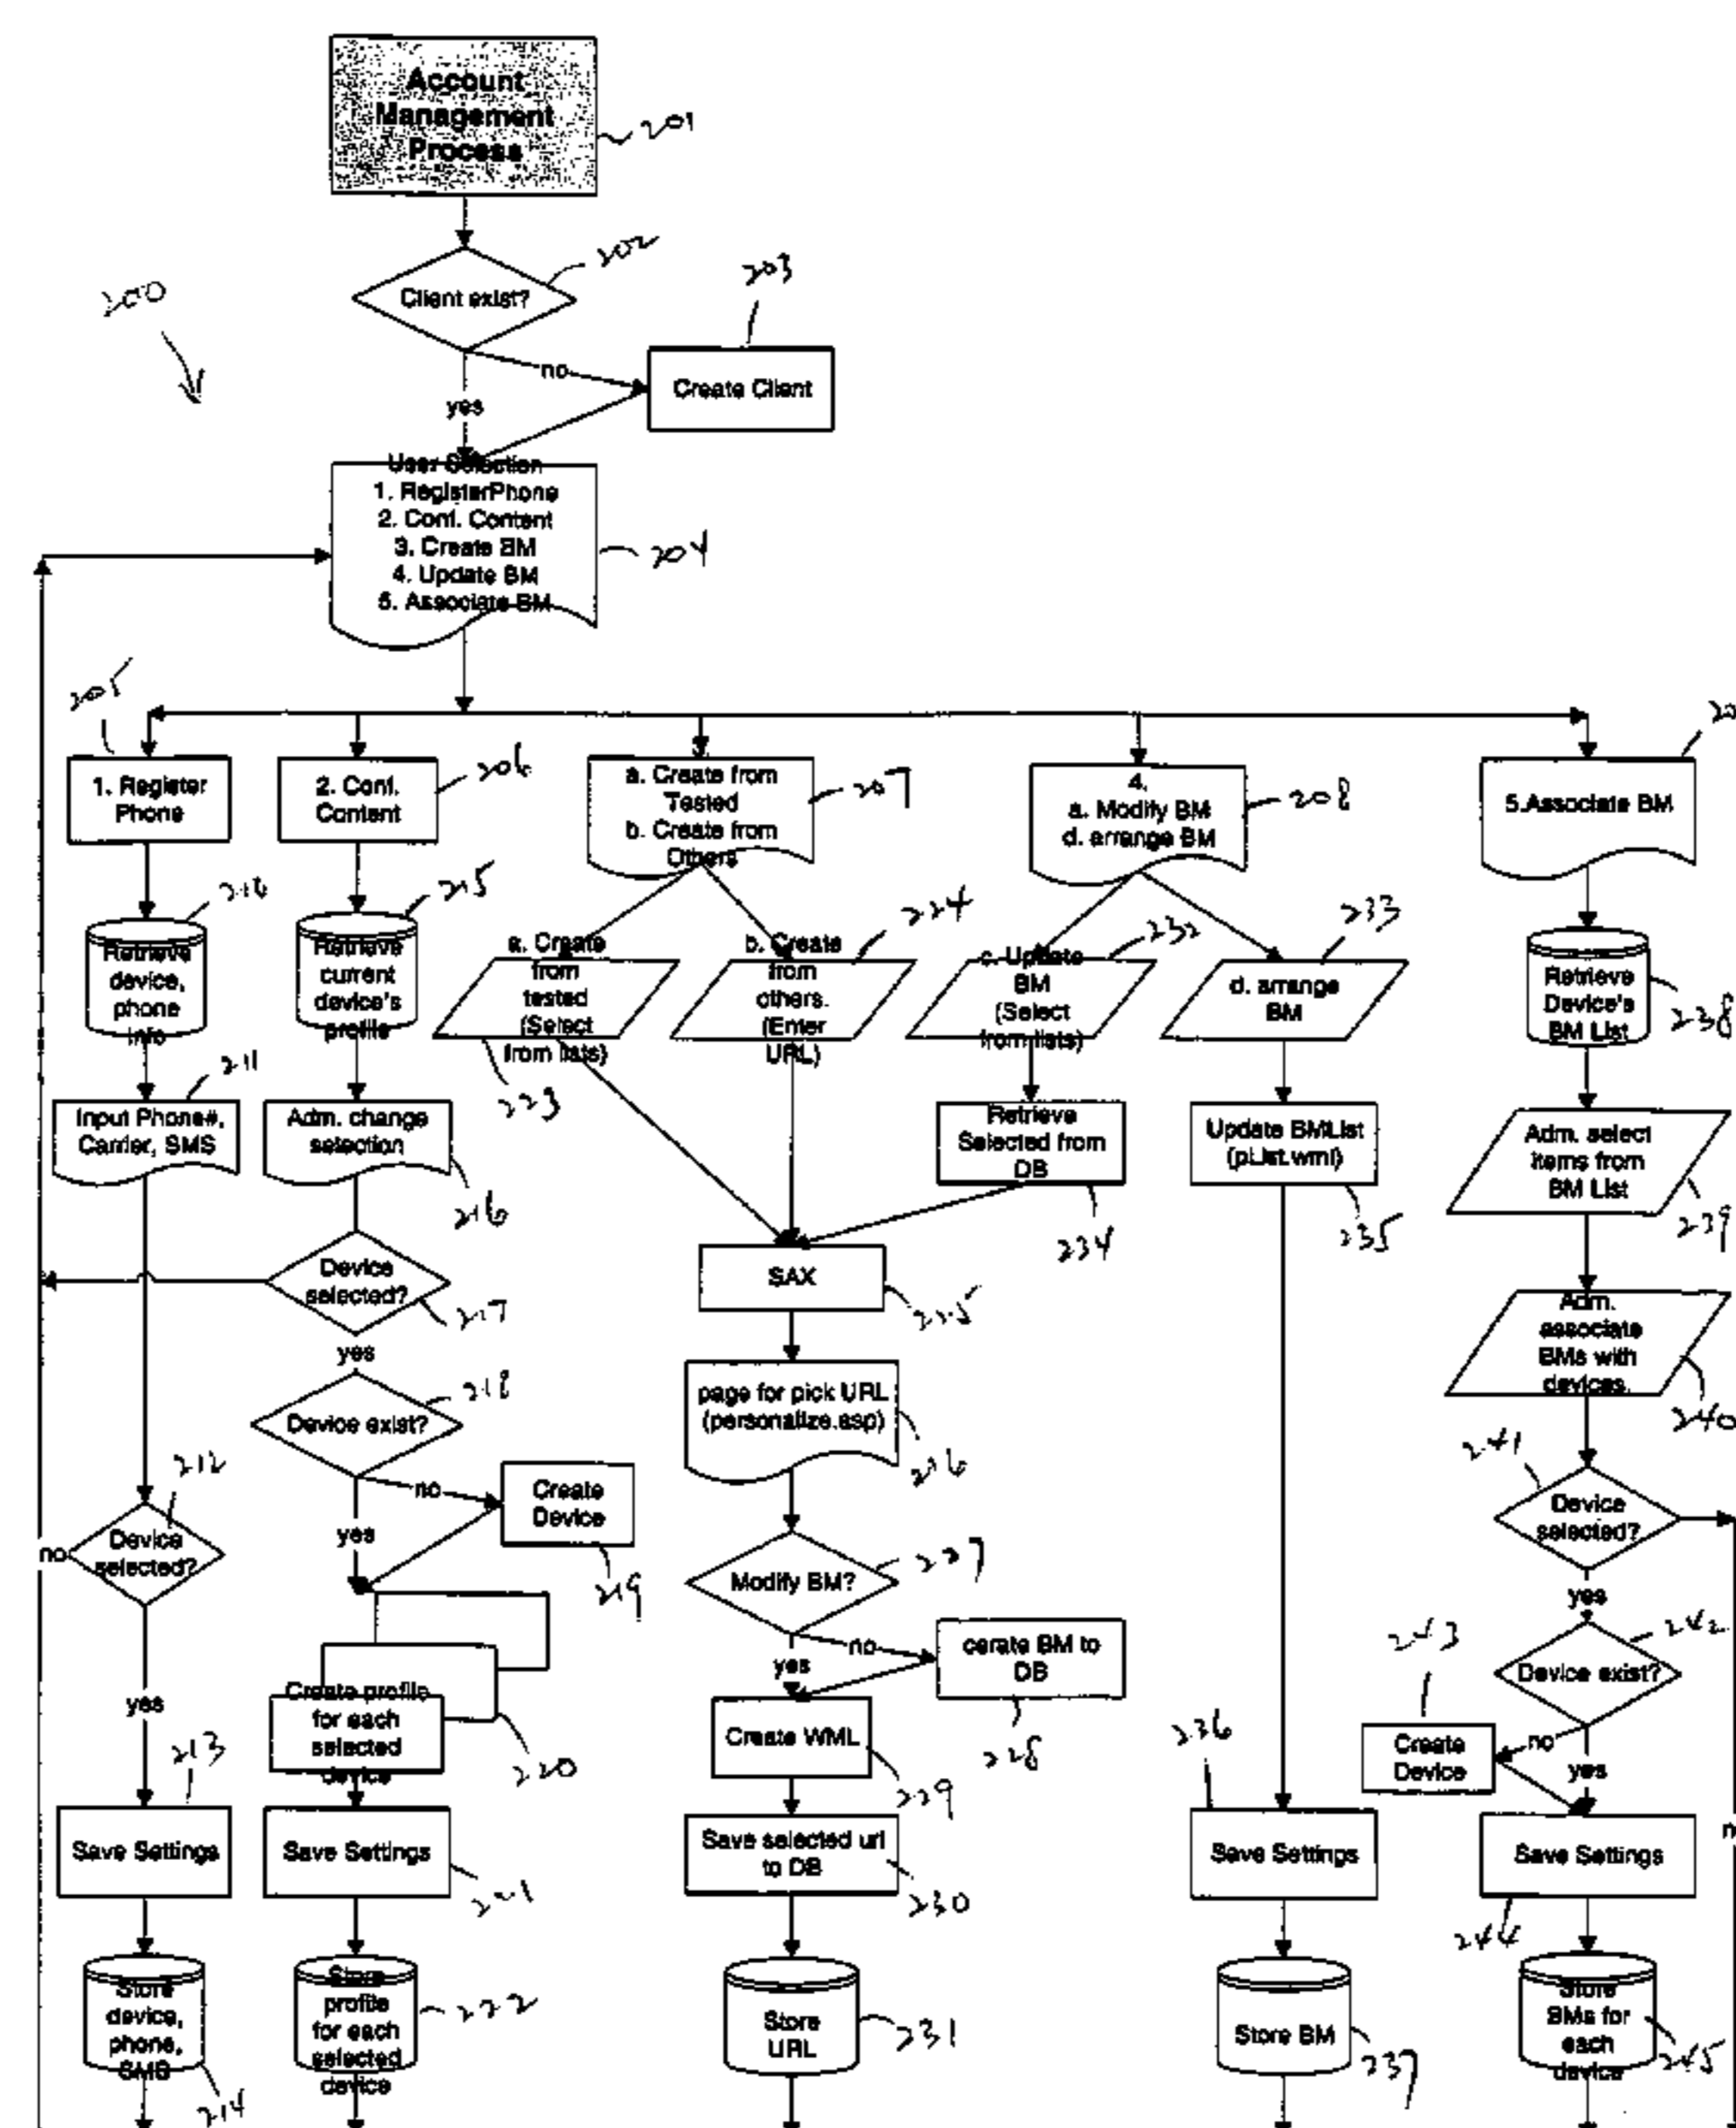 Account
Management
Process
201
202
Client exist?
203
200
no
Create Client
yes
User Selection
1. RegisterPhone
2. Conf. Content
3. Create BM
4. Update BM
5. Associate BM
204
205
1. Register
Phone
2. Conf.
Content
206
3.
a. Create from
Tested
b. Create from
Others
207
4.
a. Modify BM
d. arrange BM
208
5.Associate BM
20
210
Retrieve
device,
phone
info
215
Retrieve
current
device's
profile
a. Create
from
tested
(Select
from lists)
223
b. Create
from
others.
(Enter
URL)
224
c. Update
BM
(Select
from lists)
232
d. arrange
BM
233
Retrieve
Device's
BM List
238
211
Input Phone#,
Carrier, SMS
Adm. change
selection
216
Retrieve
Selected from
DB
234
Update BMList
(pList.wml)
235
Adm. select
items from
BM List
239
Device
selected?
217
SAX
225
Adm.
associate
BMs with
devices.
240
yes
Device exist?
218
page for pick URL
(personalize.asp)
226
241
Device
selected?
212
no
Device
selected?
no
Create
Device
219
yes
Modify BM?
227
yes
242
Device exist?
243
no
cerate BM to
DB
228
yes
yes
Create profile
for each
selected
device
220
Create WML
229
236
Create
Device
no
yes
213
Save Settings
Save Settings
221
Save selected url
to DB
230
Save Settings
Save Settings
244
n
Store
device,
phone,
SMS
214
Store
profile
for each
selected
device
222
Store
URL
231
Store BM
237
Store
BMs for
each
device
245